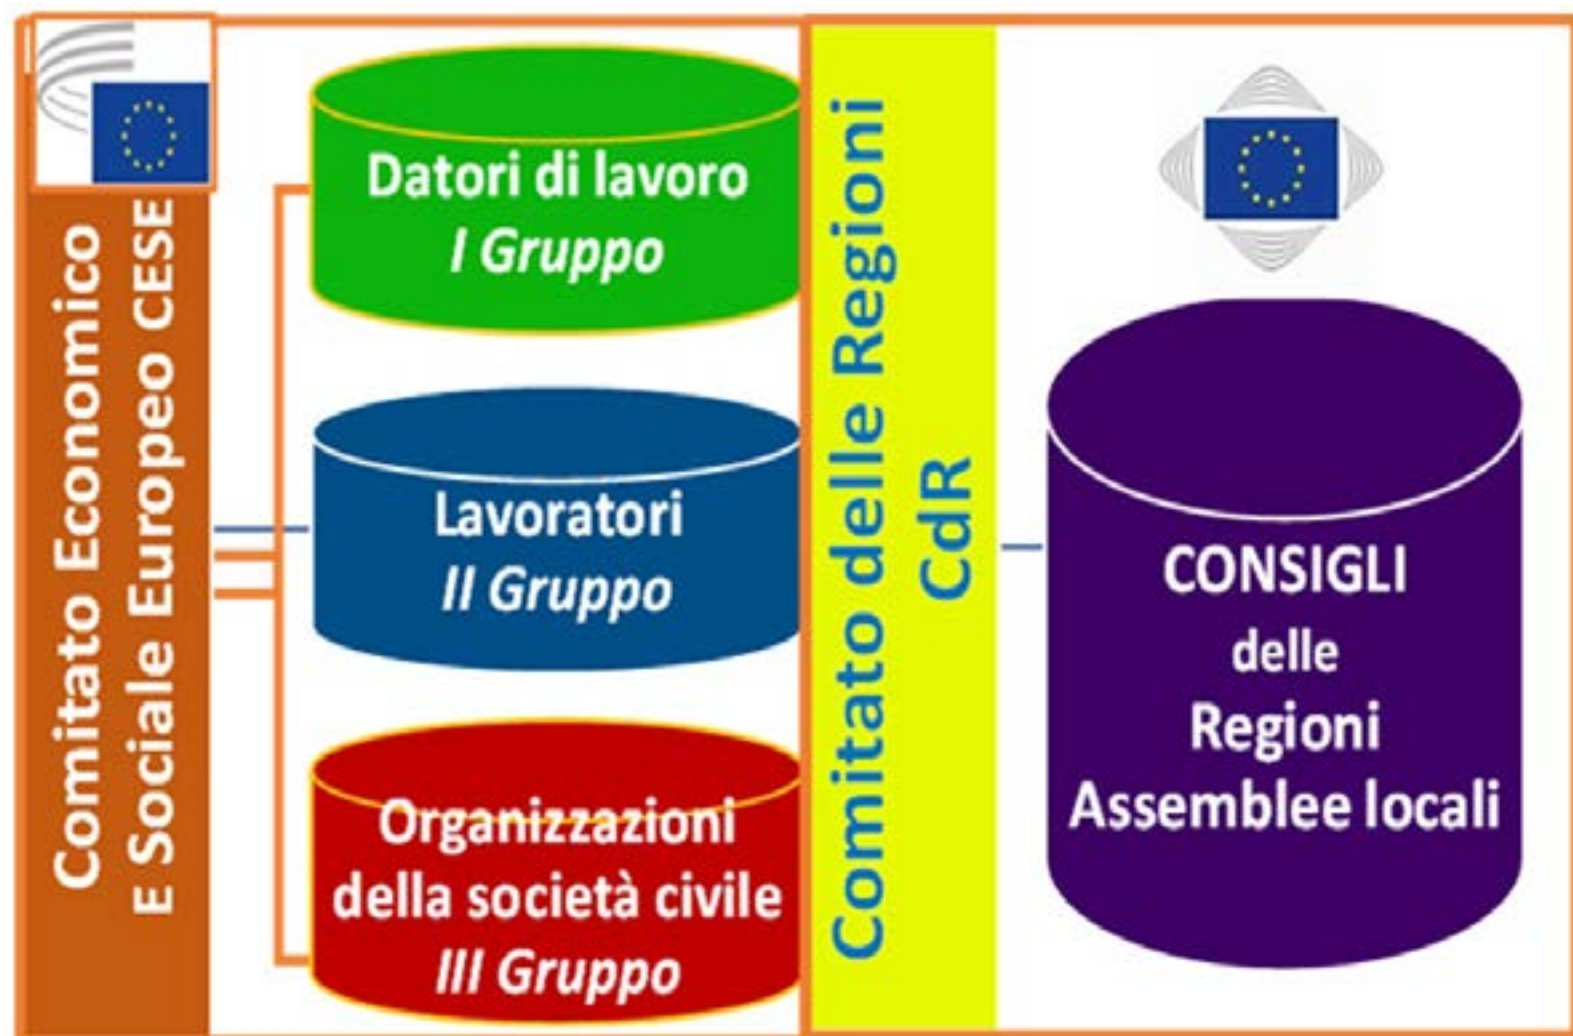 Comitato Economico
E Sociale Europeo CESE
Datori di lavoro
I Gruppo
Lavoratori
II Gruppo
Organizzazioni
della società civile
III Gruppo
Comitato delle Regioni
CdR
CONSIGLI
delle
Regioni
Assemblee locali